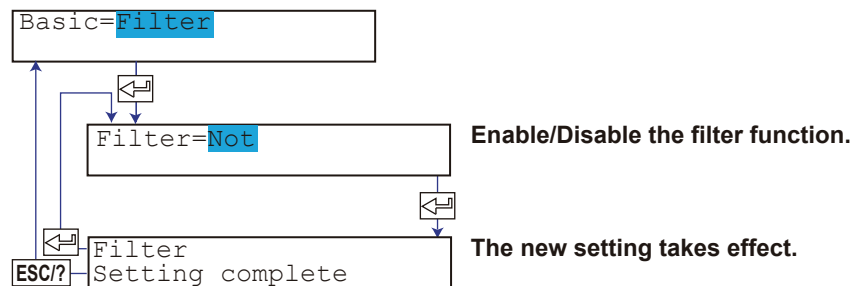 Basic=Filter
Filter=Not
Enable/Disable the filter function.
Filter
Setting complete
The new setting takes effect.
ESC/?